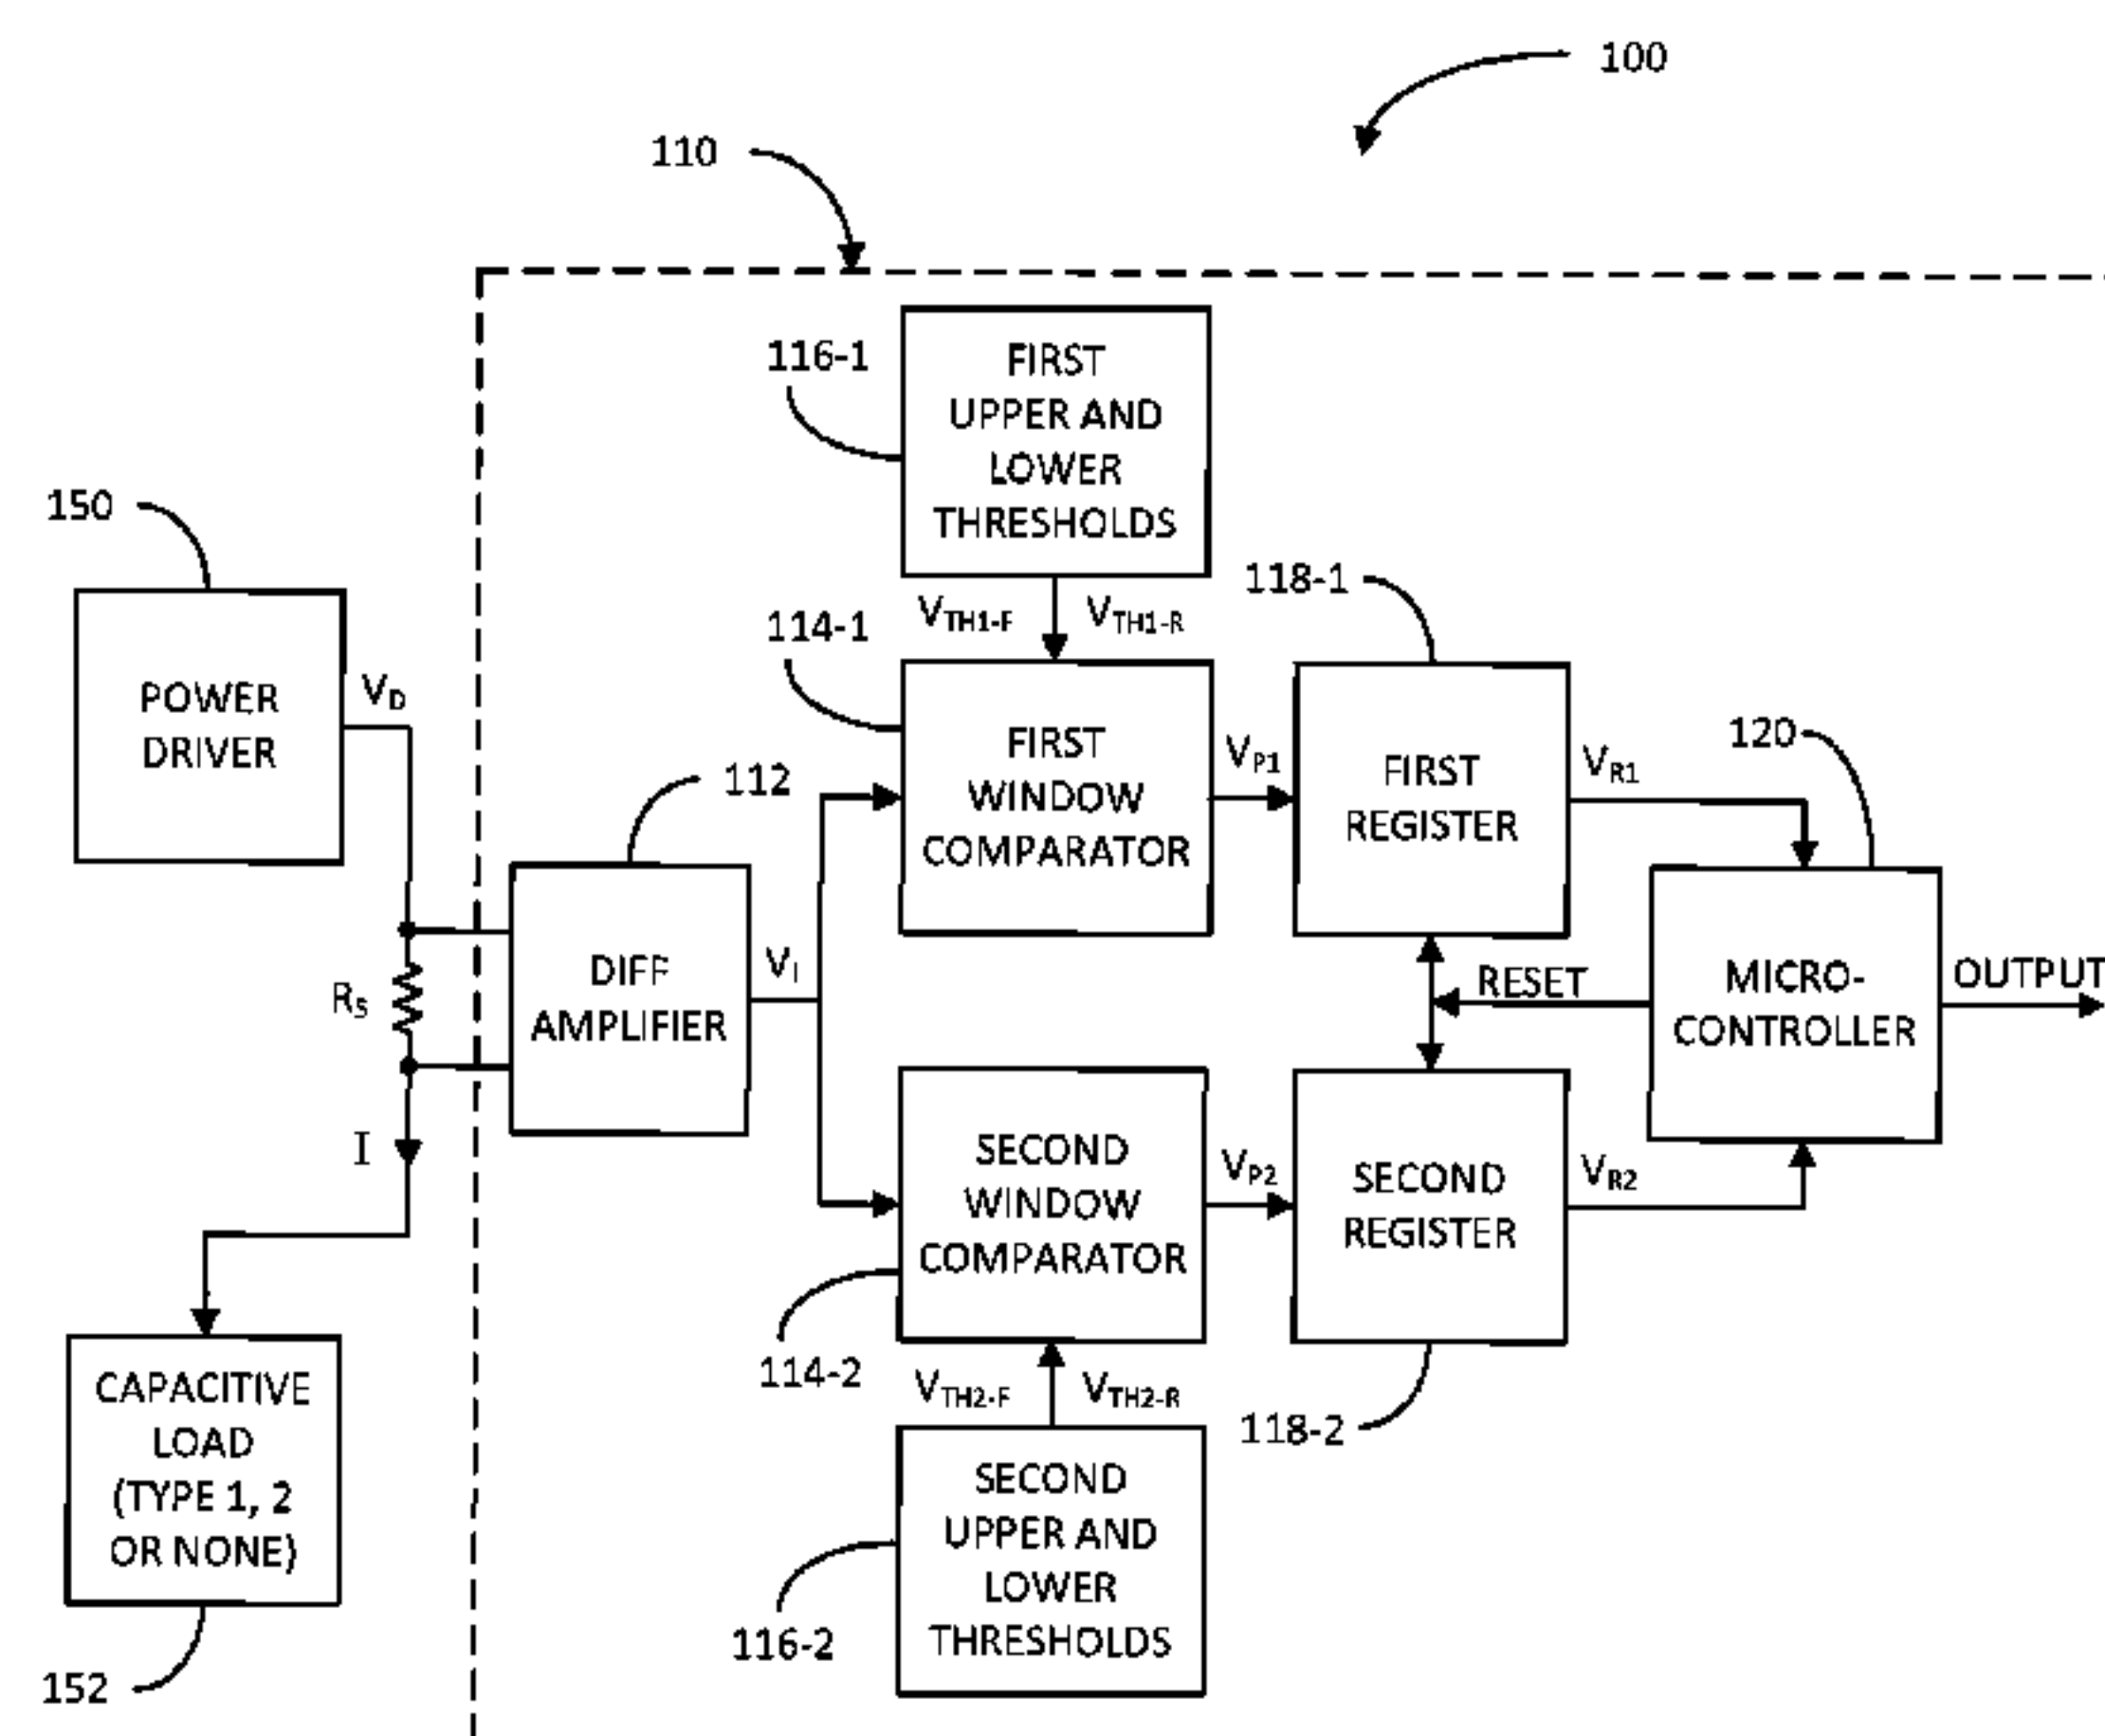 100
110
116-1
FIRST
UPPER AND
LOWER
THRESHOLDS
150
118-1
VTH1-F
VTH1-R
114-1
POWER
DRIVER
VD
FIRST
WINDOW
COMPARATOR
VP1
FIRST
REGISTER
VR1
120
112
RS
DIFF
AMPLIFIER
VI
RESET
MICRO-
CONTROLLER
OUTPUT
I
SECOND
WINDOW
COMPARATOR
VP2
SECOND
REGISTER
VR2
114-2
VTH2-F
VTH2-R
118-2
CAPACITIVE
LOAD
(TYPE 1, 2
OR NONE)
SECOND
UPPER AND
LOWER
THRESHOLDS
116-2
152